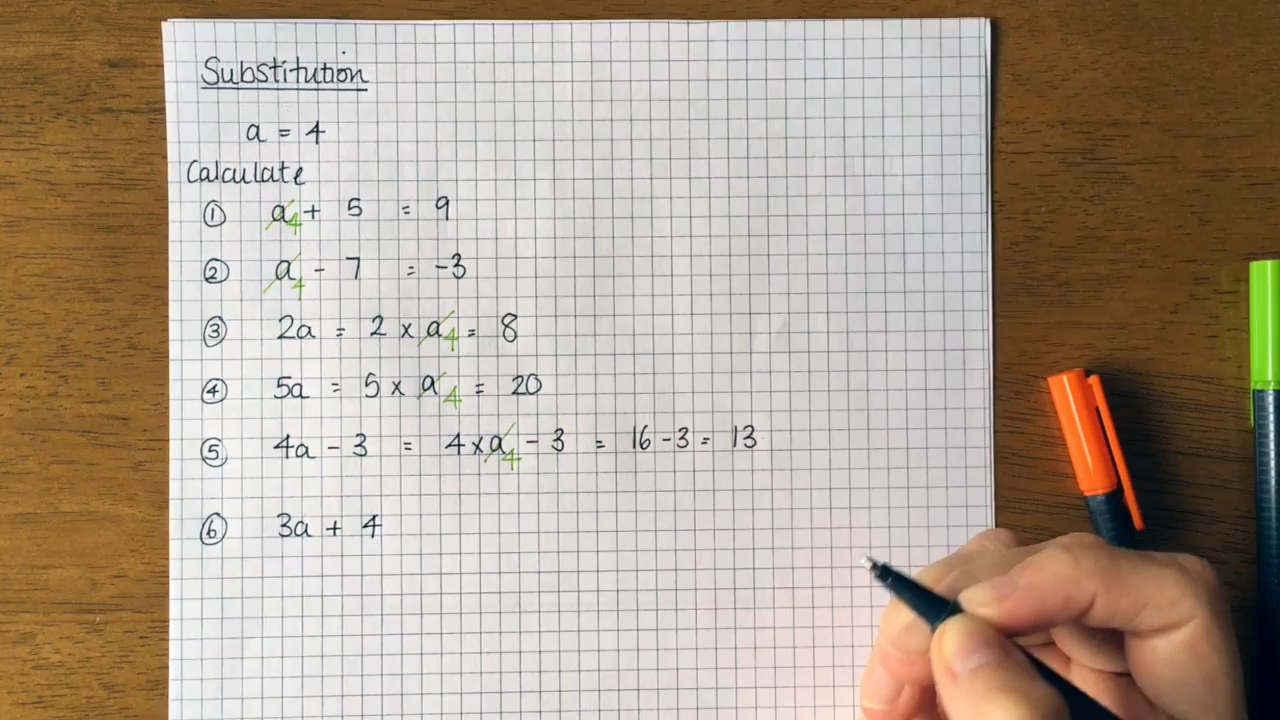 Substitution
a = 4
Calculate
① a 4 + 5 = 9
② a 4 - 7 = -3
③ 2a = 2 × a 4 = 8
④ 5a = 5 × a 4 = 20
⑤ 4a - 3 = 4 × a 4 - 3 = 16 - 3 = 13
⑥ 3a + 4